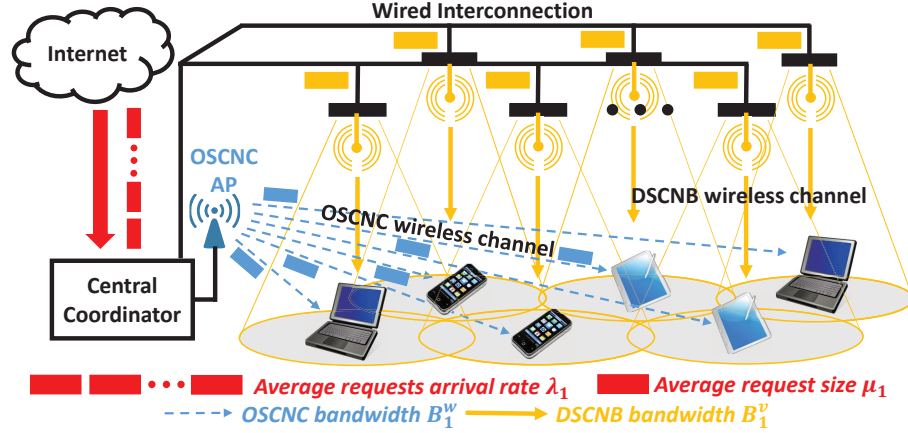 Wired Interconnection
Internet
OSCNC
AP
OSCNC wireless channel
DSCNB wireless channel
Central
Coordinator
Average requests arrival rate λ₁
Average request size μ₁
OSCNC bandwidth B₁ʷ
DSCNB bandwidth B₁ᵛ